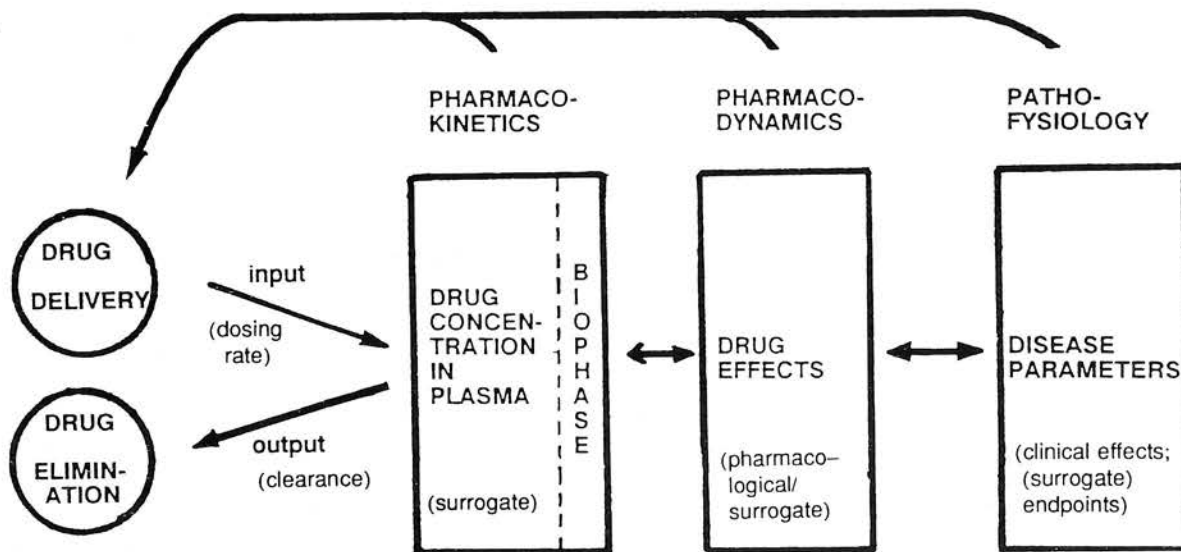 PHARMACO-
KINETICS
PHARMACO-
DYNAMICS
PATHO-
FYSIOLOGY
DRUG
DELIVERY
input
(dosing
rate)
DRUG
ELIMIN-
ATION
output
(clearance)
DRUG
CONCEN-
TRATION
IN
PLASMA
(surrogate)
B
I
O
P
H
A
S
E
DRUG
EFFECTS
(pharmaco–
logical/
surrogate)
DISEASE
PARAMETERS
(clinical effects;
(surrogate)
endpoints)